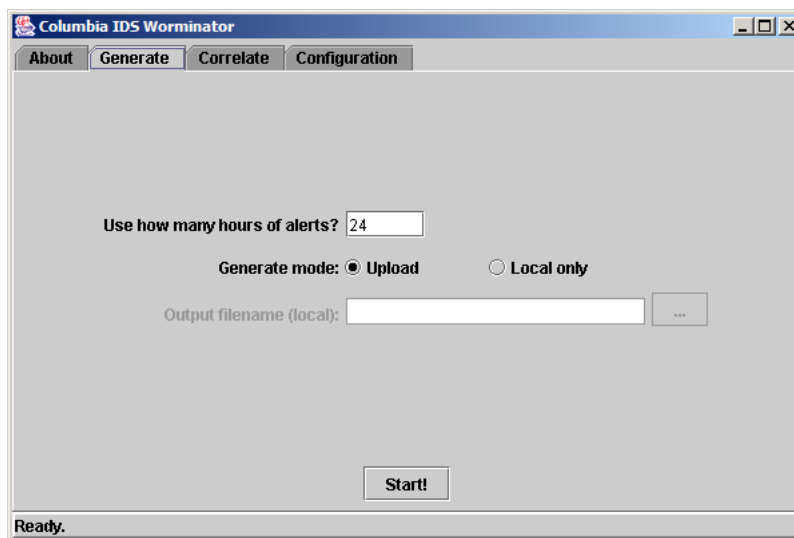 Columbia IDS Worminator
About Generate Correlate Configuration
Use how many hours of alerts? 24
Generate mode: Upload Local only
Output filename (local): ...
Start!
Ready.